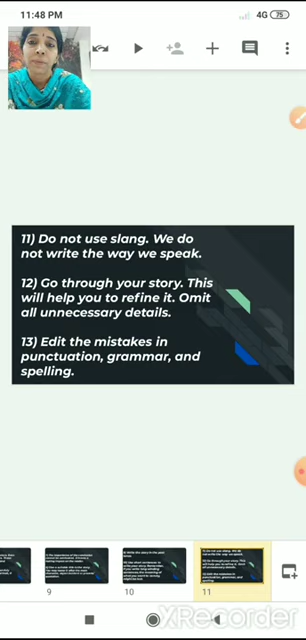 11:48 PM
4G 75
11) Do not use slang. We do
not write the way we speak.
12) Go through your story. This
will help you to refine it. Omit
all unnecessary details.
13) Edit the mistakes in
punctuation, grammar, and
spelling.
9
10
11
XRecorder